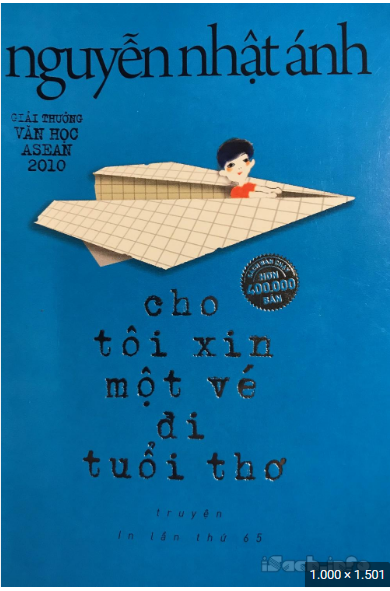 nguyễn nhật ánh
GIẢI THƯỞNG
VĂN HỌC
ASEAN
2010
HƠN
400.000
BẢN
cho
tôi xin
một vé
đi
tuổi thơ
truyện
In lần thứ 65
1.000 × 1.501